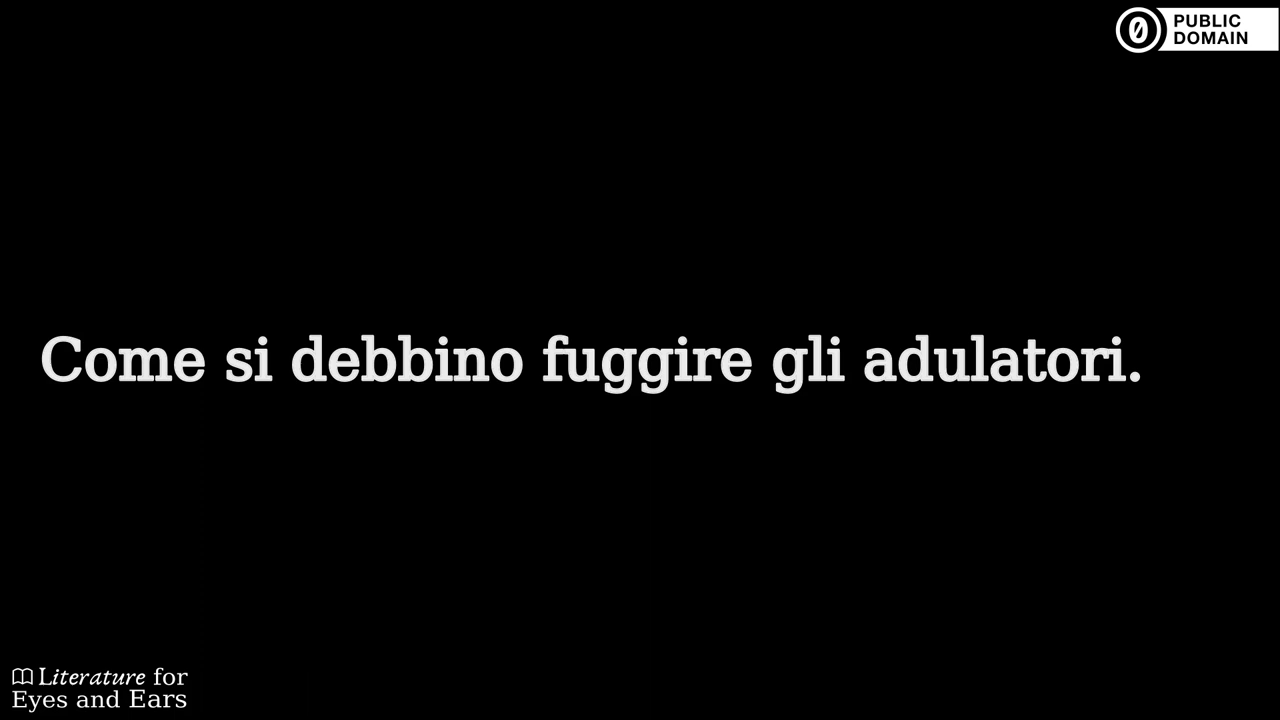 PUBLIC
DOMAIN
Come si debbino fuggire gli adulatori.
Literature for
Eyes and Ears